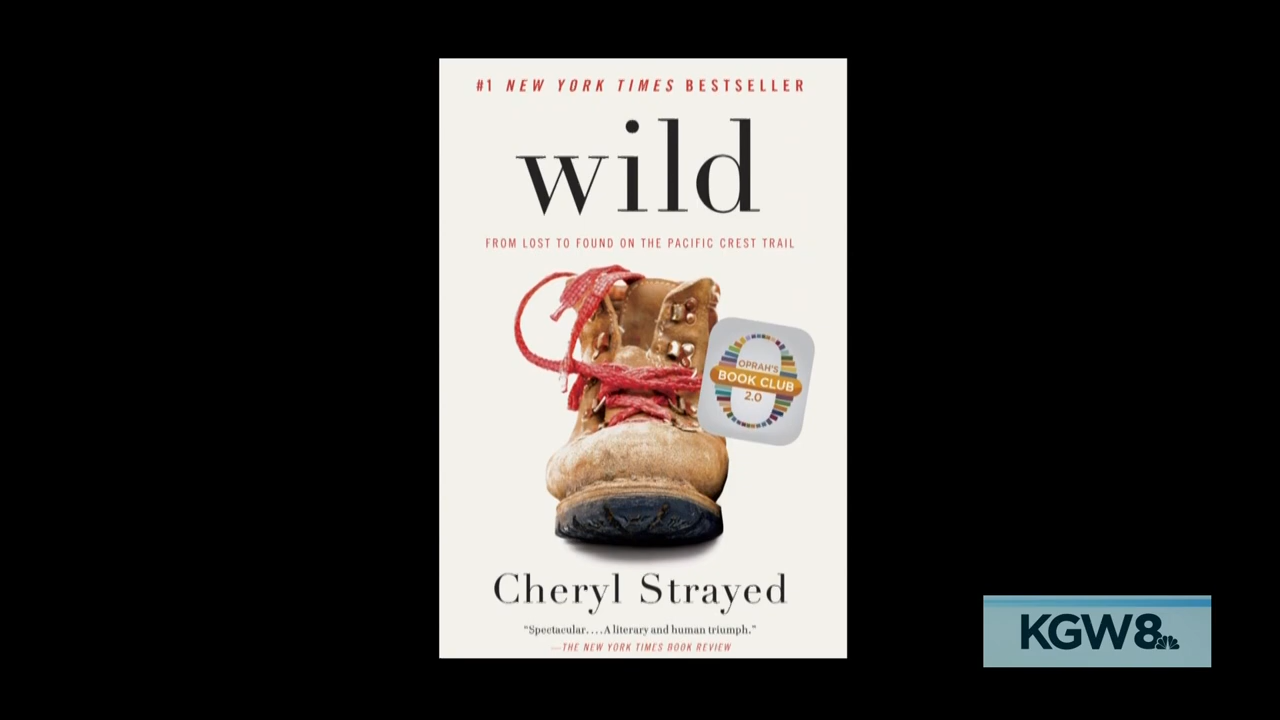 #1 NEW YORK TIMES BESTSELLER
wild
FROM LOST TO FOUND ON THE PACIFIC CREST TRAIL
OPRAH'S
BOOK CLUB
2.0
Cheryl Strayed
“Spectacular. . . . A literary and human triumph.”
—THE NEW YORK TIMES BOOK REVIEW
KGW8